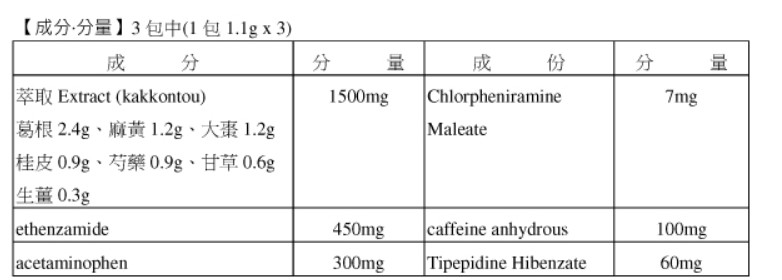 【成分·分量】3 包中(1 包 1.1g x 3)
成 分 分 量 成 份 分 量
萃取 Extract (kakkontou) 1500mg Chlorpheniramine 7mg
葛根 2.4g、麻黃 1.2g、大棗 1.2g Maleate
桂皮 0.9g、芍藥 0.9g、甘草 0.6g
生薑 0.3g
ethenzamide 450mg caffeine anhydrous 100mg
acetaminophen 300mg Tipepidine Hibenzate 60mg